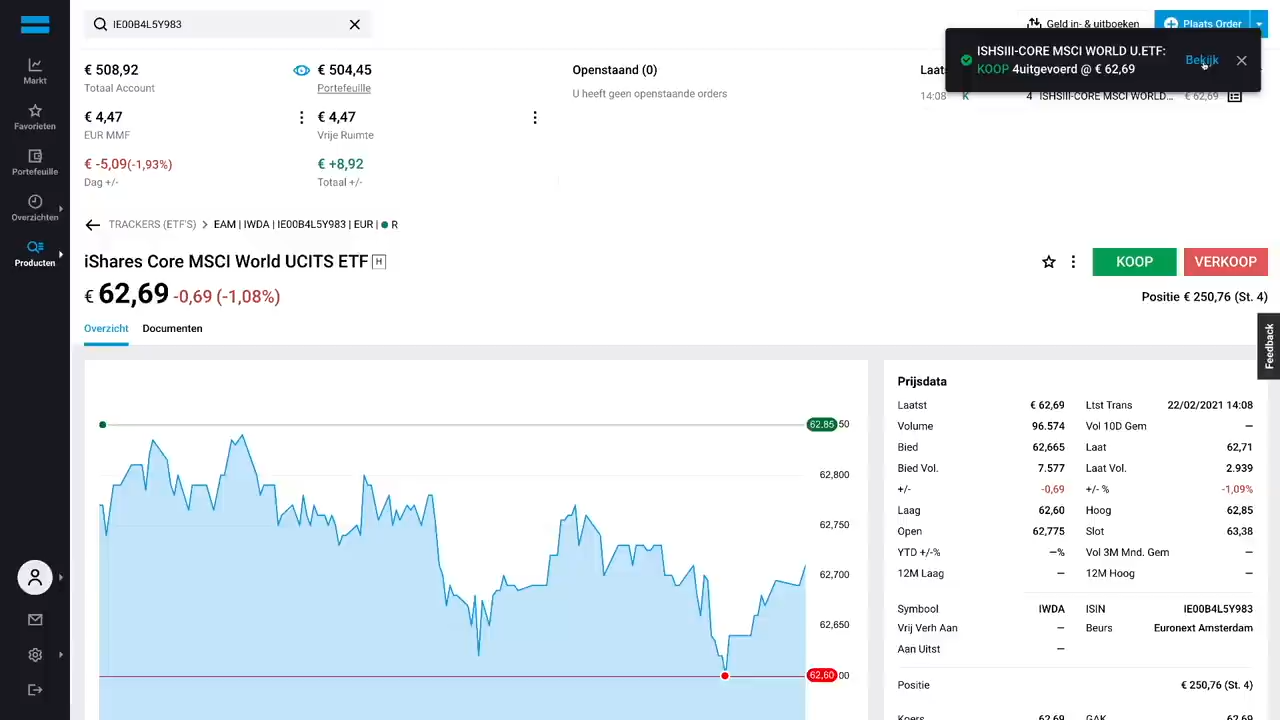 IE00B4L5Y983
Geld in- & uitboeken
Plaats Order
ISHSIII-CORE MSCI WORLD U.ETF:
KOOP 4uitgevoerd @ € 62,69
Bekijk
Markt
Favorieten
Portefeuille
Overzichten
Producten
€ 508,92
Totaal Account
€ 504,45
Portefeuille
€ 4,47
EUR MMF
€ 4,47
Vrije Ruimte
€ -5,09(-1,93%)
Dag +/-
€ +8,92
Totaal +/-
Openstaand (0)
U heeft geen openstaande orders
14:08 K 4 ISHSIII-CORE MSCI WORLD... € 62,69
TRACKERS (ETF'S) > EAM | IWDA | IE00B4L5Y983 | EUR | R
iShares Core MSCI World UCITS ETF H
€ 62,69 -0,69 (-1,08%)
KOOP
VERKOOP
Positie € 250,76 (St. 4)
Overzicht
Documenten
Feedback
62.85
50
62,800
62,750
62,700
62,650
62,60
00
Prijsdata
Laatst € 62,69 Ltst Trans 22/02/2021 14:08
Volume 96.574 Vol 10D Gem —
Bied 62,665 Laat 62,71
Bied Vol. 7.577 Laat Vol. 2.939
+/- -0,69 +/- % -1,09%
Laag 62,60 Hoog 62,85
Open 62,775 Slot 63,38
YTD +/-% —% Vol 3M Mnd. Gem —
12M Laag — 12M Hoog —
Symbool IWDA ISIN IE00B4L5Y983
Vrij Verh Aan — Beurs Euronext Amsterdam
Aan Uitst —
Positie € 250,76 (St. 4)
Koers 62,69 GAK 62,69